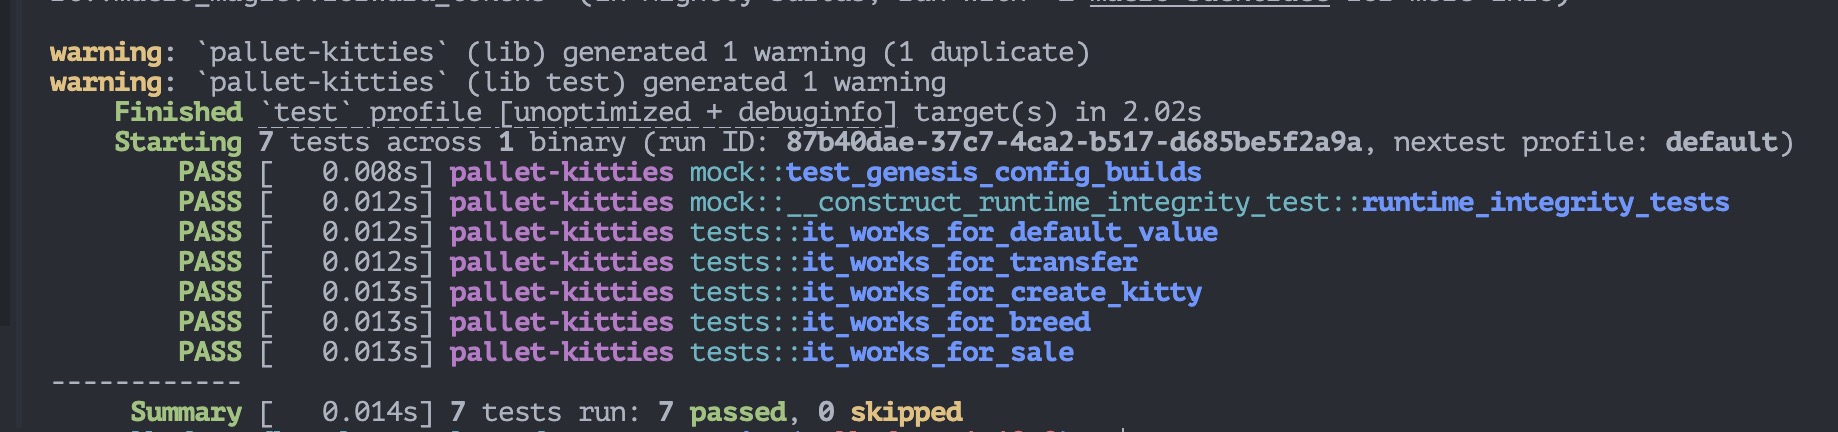 warning: `pallet-kitties` (lib) generated 1 warning (1 duplicate)
warning: `pallet-kitties` (lib test) generated 1 warning
Finished `test` profile [unoptimized + debuginfo] target(s) in 2.02s
Starting 7 tests across 1 binary (run ID: 87b40dae-37c7-4ca2-b517-d685be5f2a9a, nextest profile: default)
PASS [   0.008s] pallet-kitties mock::test_genesis_config_builds
PASS [   0.012s] pallet-kitties mock::__construct_runtime_integrity_test::runtime_integrity_tests
PASS [   0.012s] pallet-kitties tests::it_works_for_default_value
PASS [   0.012s] pallet-kitties tests::it_works_for_transfer
PASS [   0.013s] pallet-kitties tests::it_works_for_create_kitty
PASS [   0.013s] pallet-kitties tests::it_works_for_breed
PASS [   0.013s] pallet-kitties tests::it_works_for_sale
------------
Summary [   0.014s] 7 tests run: 7 passed, 0 skipped